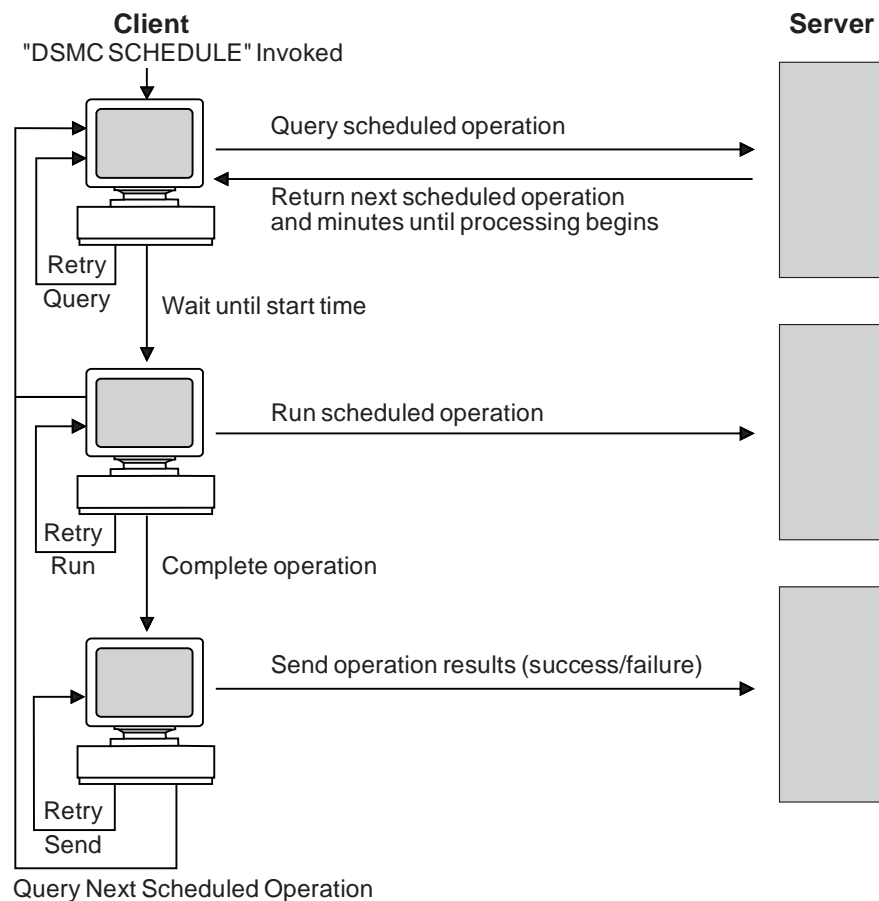 Client
Server
"DSMC SCHEDULE" Invoked
Query scheduled operation
Return next scheduled operation
and minutes until processing begins
Retry
Query
Wait until start time
Run scheduled operation
Retry
Run
Complete operation
Send operation results (success/failure)
Retry
Send
Query Next Scheduled Operation